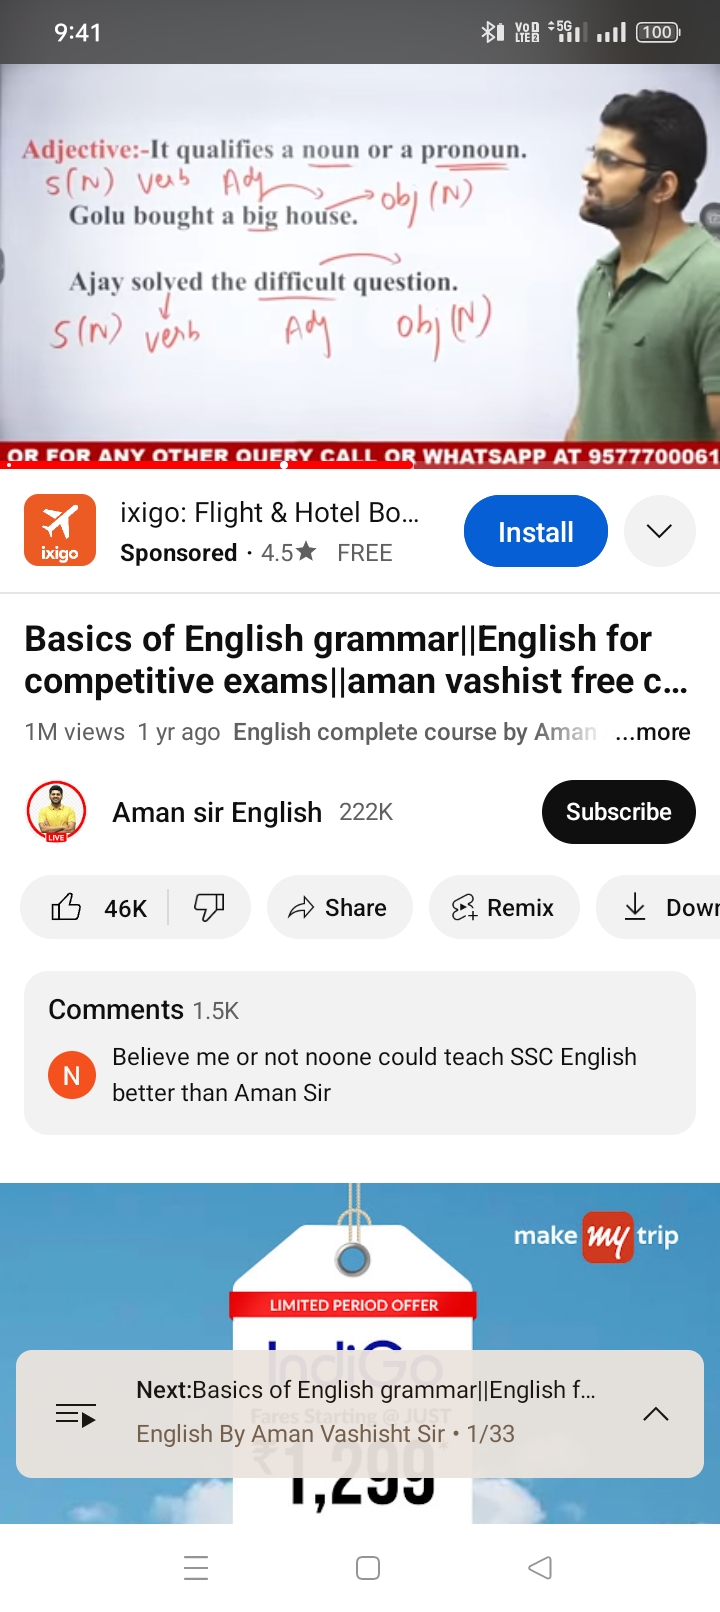 9:41
VoD
LTE2
5G
100
Adjective:-It qualifies a noun or a pronoun.
S(N) verb Adj obj (N)
Golu bought a big house.
Ajay solved the difficult question.
S(N) verb Adj obj (N)
OR FOR ANY OTHER QUERY CALL OR WHATSAPP AT 9577700061
ixigo
ixigo: Flight & Hotel Bo...
Sponsored · 4.5★ FREE
Install
Basics of English grammar||English for
competitive exams||aman vashist free c...
1M views 1 yr ago English complete course by Aman ...more
LIVE
Aman sir English 222K
Subscribe
46K
Share
Remix
Down
Comments 1.5K
N
Believe me or not noone could teach SSC English
better than Aman Sir
make my trip
LIMITED PERIOD OFFER
IndiGo
Next:Basics of English grammar||English f...
Fares Starting @ JUST
English By Aman Vashisht Sir • 1/33
₹1,299*